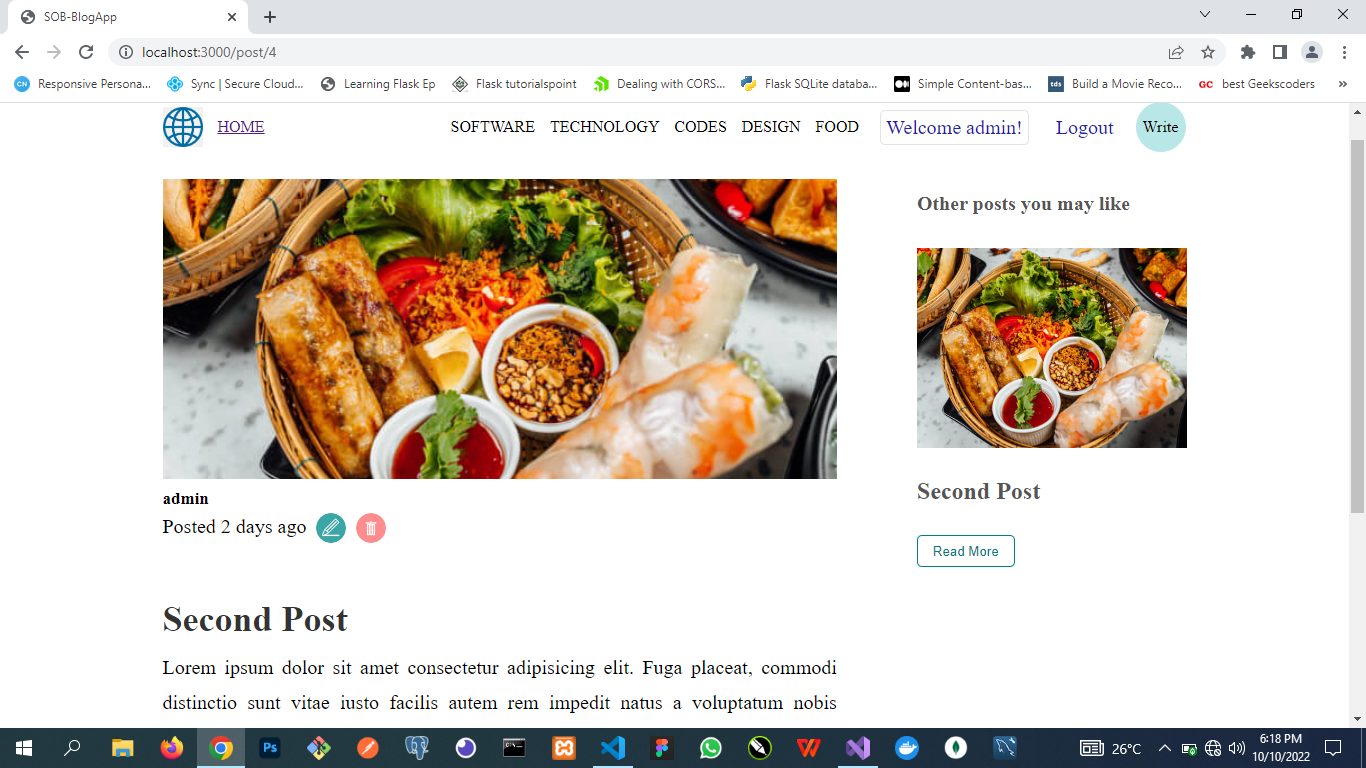 SOB-BlogApp
localhost:3000/post/4
CN Responsive Persona... Sync | Secure Cloud... Learning Flask Ep Flask tutorialspoint Dealing with CORS... Flask SQLite databa... Simple Content-bas... tds Build a Movie Reco... GC best Geekscoders »
HOME SOFTWARE TECHNOLOGY CODES DESIGN FOOD Welcome admin! Logout Write
admin
Posted 2 days ago
Second Post
Lorem ipsum dolor sit amet consectetur adipisicing elit. Fuga placeat, commodi
distinctio sunt vitae iusto facilis autem rem impedit natus a voluptatum nobis
Other posts you may like
Second Post
Read More
Ps
26°C
6:18 PM
10/10/2022